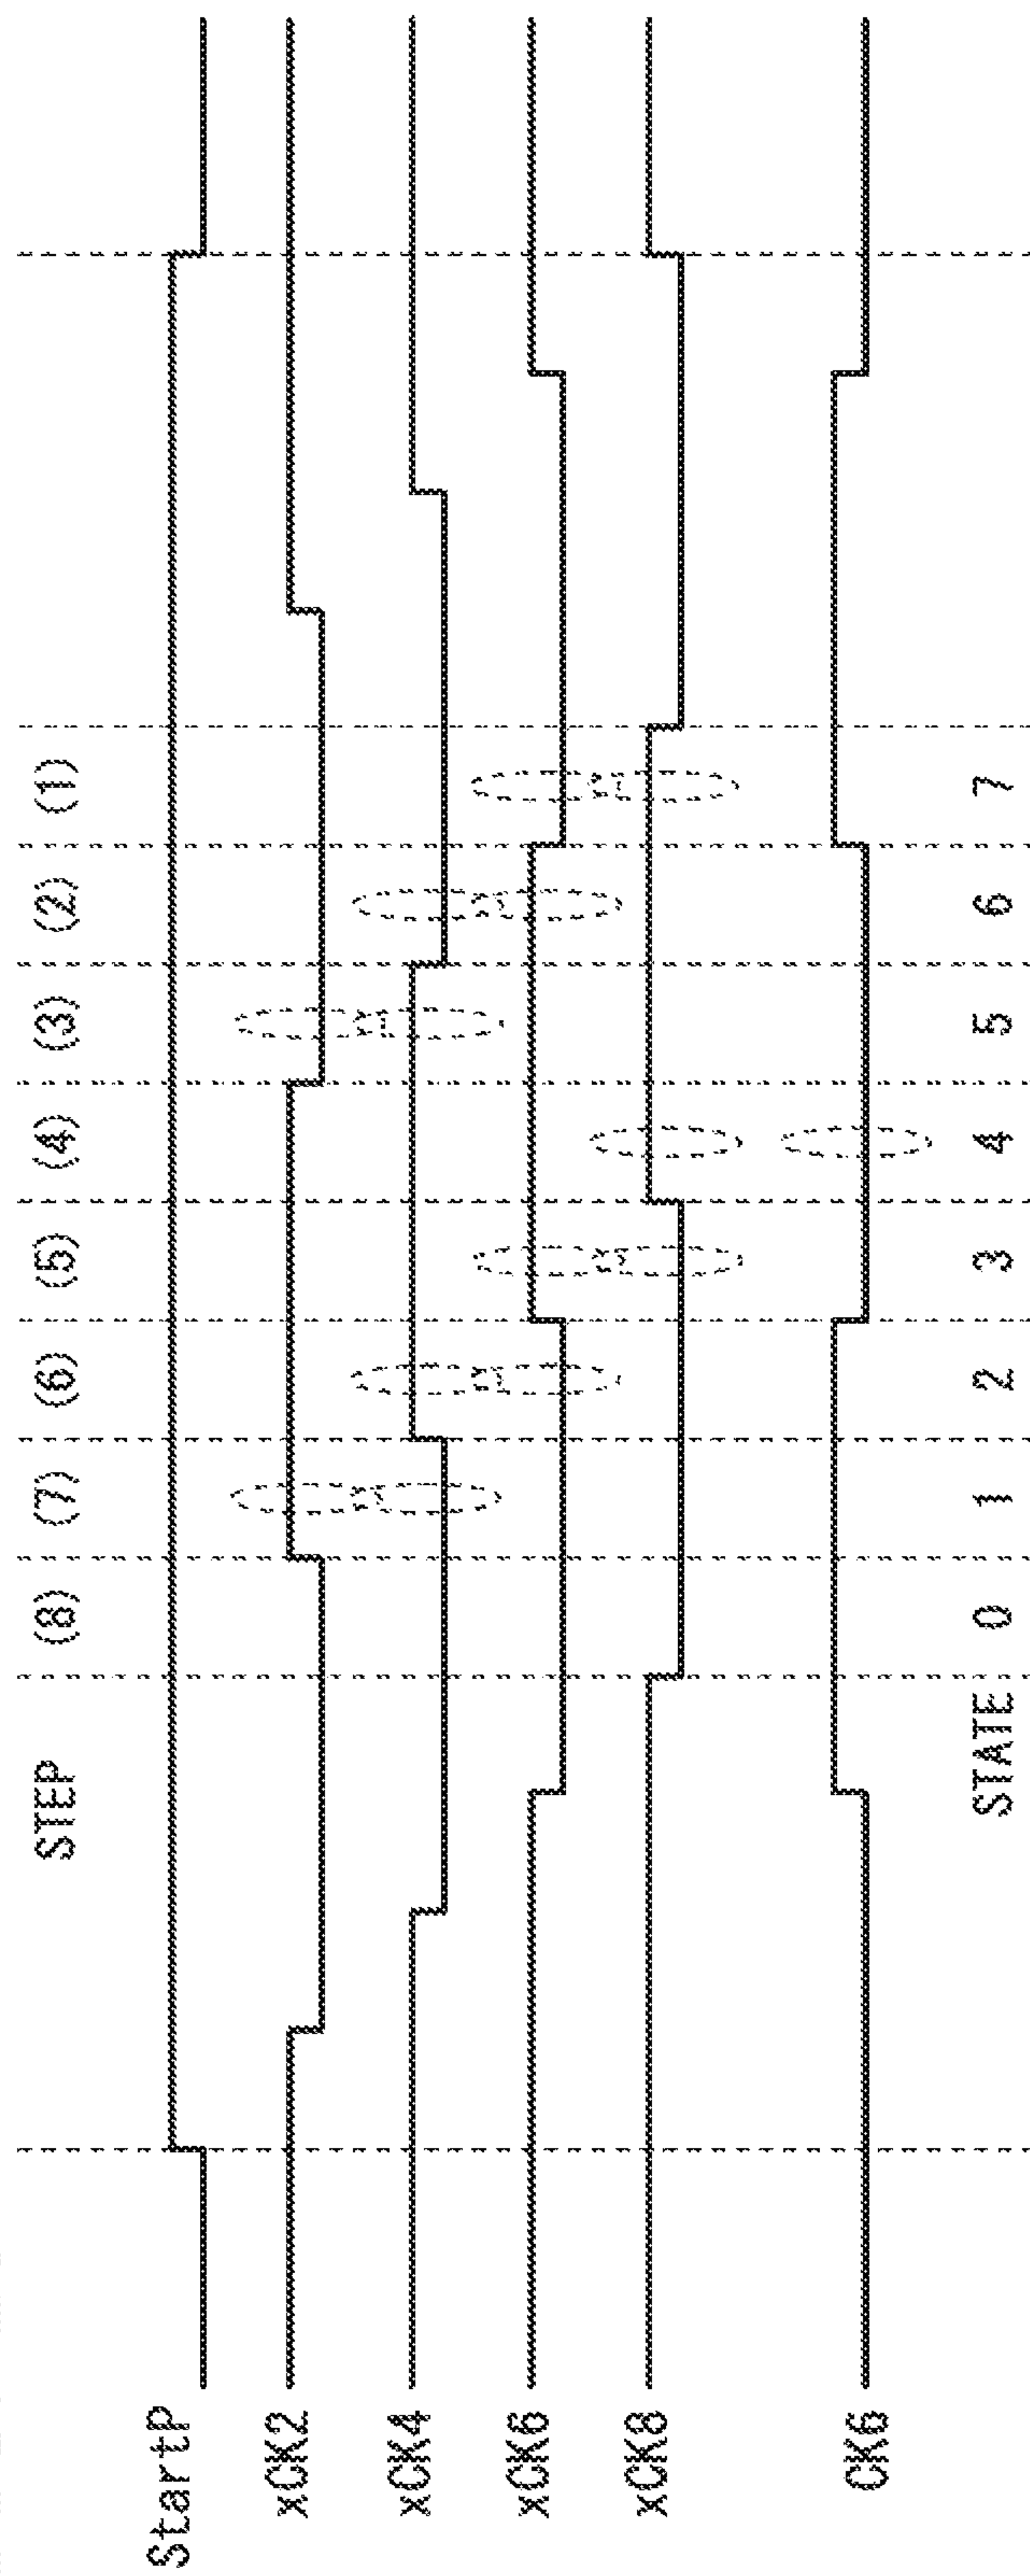 STEP (8) (7) (6) (5) (4) (3) (2) (1)
StartP
xCK2
xCK4
xCK6
xCK8
CK6
STATE 0 1 2 3 4 5 6 7